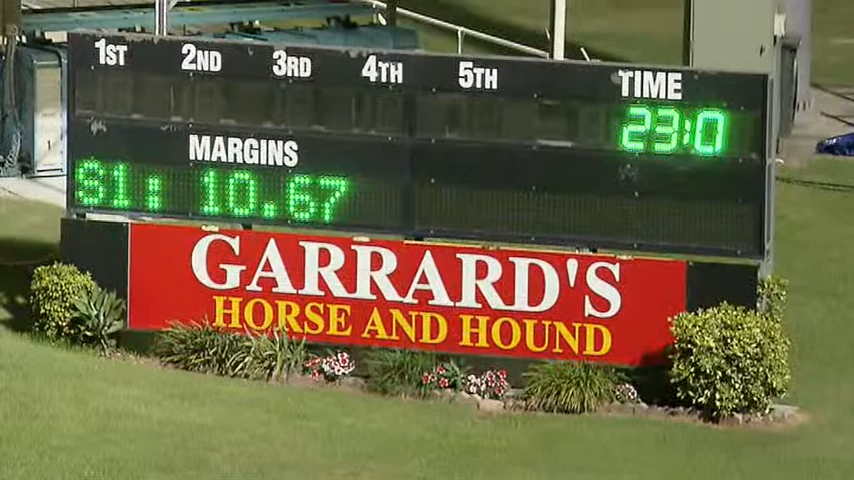 1ST 2ND 3RD 4TH 5TH TIME
23:0
MARGINS
S1: 10.67
GARRARD'S
HORSE AND HOUND